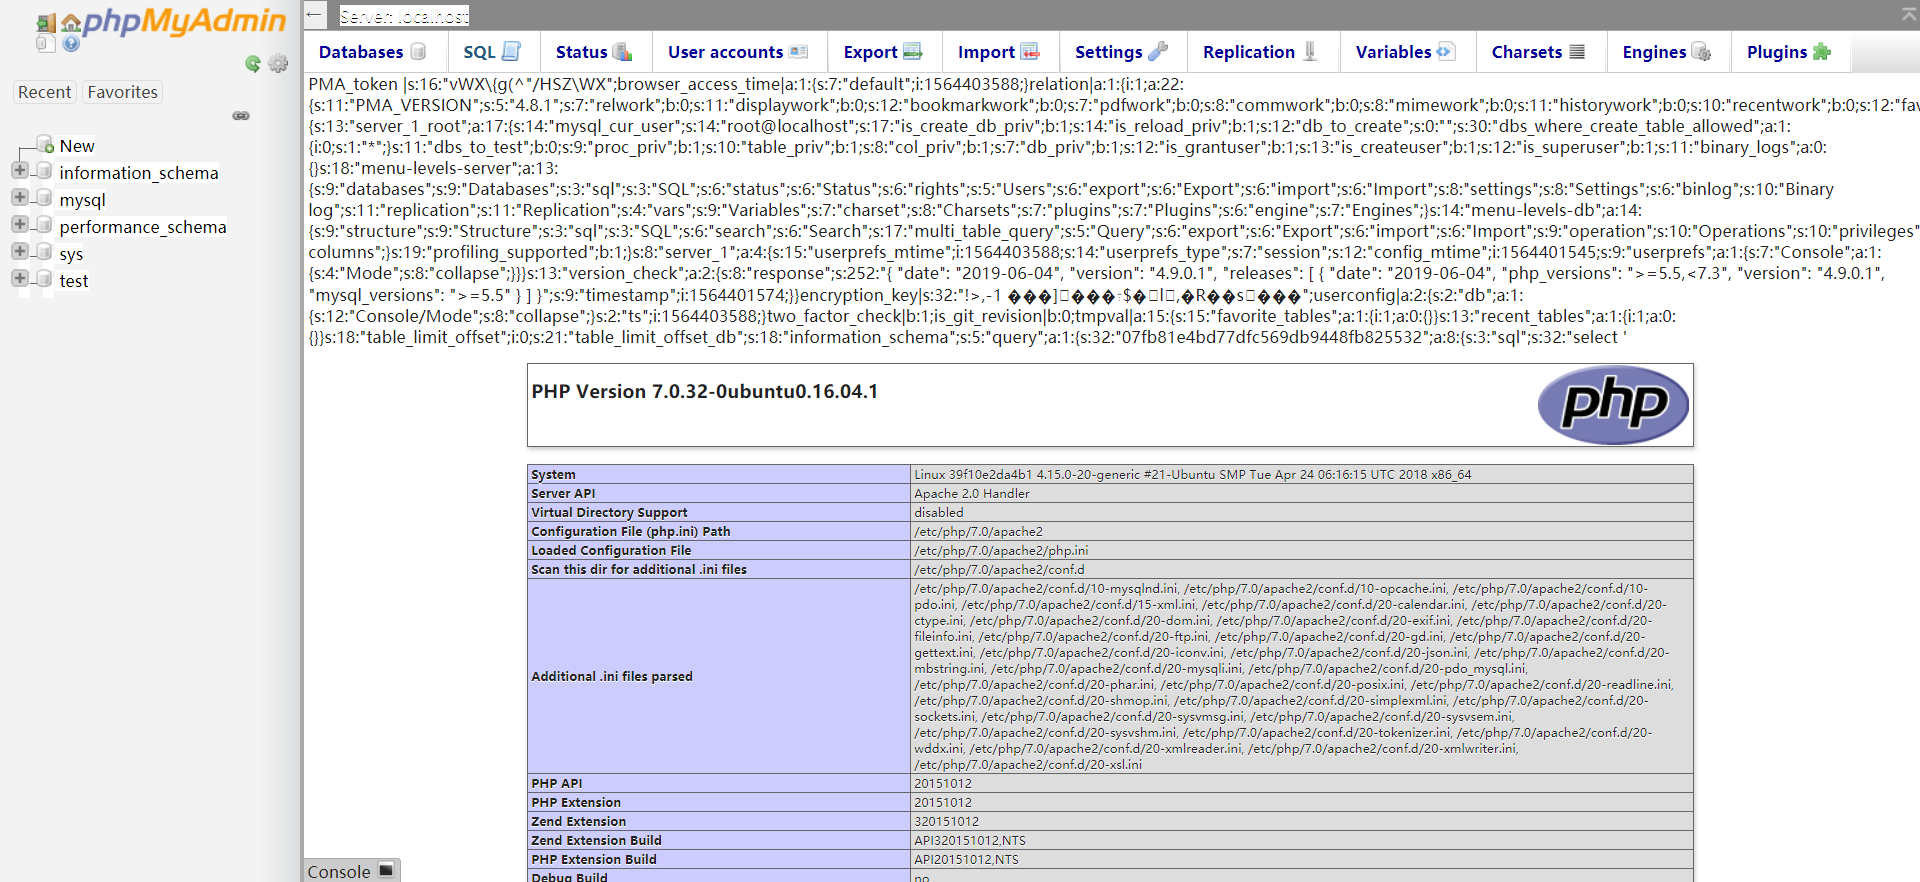 phpMyAdmin
Recent Favorites
New
information_schema
mysql
performance_schema
sys
test
← Server: localhost
Databases SQL Status User accounts Export Import Settings Replication Variables Charsets Engines Plugins
PMA_token |s:16:"vWX\{g(^"/HSZ\WX";browser_access_time|a:1:{s:7:"default";i:1564403588;}relation|a:1:{i:1;a:22:
{s:11:"PMA_VERSION";s:5:"4.8.1";s:7:"relwork";b:0;s:11:"displaywork";b:0;s:12:"bookmarkwork";b:0;s:7:"pdfwork";b:0;s:8:"commwork";b:0;s:8:"mimework";b:0;s:11:"historywork";b:0;s:10:"recentwork";b:0;s:12:"fav
{s:13:"server_1_root";a:17:{s:14:"mysql_cur_user";s:14:"root@localhost";s:17:"is_create_db_priv";b:1;s:14:"is_reload_priv";b:1;s:12:"db_to_create";s:0:"";s:30:"dbs_where_create_table_allowed";a:1:
{i:0;s:1:"*";}s:11:"dbs_to_test";b:0;s:9:"proc_priv";b:1;s:10:"table_priv";b:1;s:8:"col_priv";b:1;s:7:"db_priv";b:1;s:12:"is_grantuser";b:1;s:13:"is_createuser";b:1;s:12:"is_superuser";b:1;s:11:"binary_logs";a:0:
{}s:18:"menu-levels-server";a:13:
{s:9:"databases";s:9:"Databases";s:3:"sql";s:3:"SQL";s:6:"status";s:6:"Status";s:6:"rights";s:5:"Users";s:6:"export";s:6:"Export";s:6:"import";s:6:"Import";s:8:"settings";s:8:"Settings";s:6:"binlog";s:10:"Binary
log";s:11:"replication";s:11:"Replication";s:4:"vars";s:9:"Variables";s:7:"charset";s:8:"Charsets";s:7:"plugins";s:7:"Plugins";s:6:"engine";s:7:"Engines";}s:14:"menu-levels-db";a:14:
{s:9:"structure";s:9:"Structure";s:3:"sql";s:3:"SQL";s:6:"search";s:6:"Search";s:17:"multi_table_query";s:5:"Query";s:6:"export";s:6:"Export";s:6:"import";s:6:"Import";s:9:"operation";s:10:"Operations";s:10:"privileges"
columns";}s:19:"profiling_supported";b:1;}s:8:"server_1";a:4:{s:15:"userprefs_mtime";i:1564403588;s:14:"userprefs_type";s:7:"session";s:12:"config_mtime";i:1564401545;s:9:"userprefs";a:1:{s:7:"Console";a:1:
{s:4:"Mode";s:8:"collapse";}}}s:13:"version_check";a:2:{s:8:"response";s:252:"{ "date": "2019-06-04", "version": "4.9.0.1", "releases": [ { "date": "2019-06-04", "php_versions": ">=5.5,<7.3", "version": "4.9.0.1",
"mysql_versions": ">=5.5" } ] }";s:9:"timestamp";i:1564401574;}}encryption_key|s:32:"!>,-1 ���]���÷$�l,�R��s���";userconfig|a:2:{s:2:"db";a:1:
{s:12:"Console/Mode";s:8:"collapse";}s:2:"ts";i:1564403588;}two_factor_check|b:1;is_git_revision|b:0;tmpval|a:15:{s:15:"favorite_tables";a:1:{i:1;a:0:{}}s:13:"recent_tables";a:1:{i:1;a:0:
{}}s:18:"table_limit_offset";i:0;s:21:"table_limit_offset_db";s:18:"information_schema";s:5:"query";a:1:{s:32:"07fb81e4bd77dfc569db9448fb825532";a:8:{s:3:"sql";s:32:"select '
PHP Version 7.0.32-0ubuntu0.16.04.1
php
System Linux 39f10e2da4b1 4.15.0-20-generic #21-Ubuntu SMP Tue Apr 24 06:16:15 UTC 2018 x86_64
Server API Apache 2.0 Handler
Virtual Directory Support disabled
Configuration File (php.ini) Path /etc/php/7.0/apache2
Loaded Configuration File /etc/php/7.0/apache2/php.ini
Scan this dir for additional .ini files /etc/php/7.0/apache2/conf.d
Additional .ini files parsed
/etc/php/7.0/apache2/conf.d/10-mysqlnd.ini, /etc/php/7.0/apache2/conf.d/10-opcache.ini, /etc/php/7.0/apache2/conf.d/10-
pdo.ini, /etc/php/7.0/apache2/conf.d/15-xml.ini, /etc/php/7.0/apache2/conf.d/20-calendar.ini, /etc/php/7.0/apache2/conf.d/20-
ctype.ini, /etc/php/7.0/apache2/conf.d/20-dom.ini, /etc/php/7.0/apache2/conf.d/20-exif.ini, /etc/php/7.0/apache2/conf.d/20-
fileinfo.ini, /etc/php/7.0/apache2/conf.d/20-ftp.ini, /etc/php/7.0/apache2/conf.d/20-gd.ini, /etc/php/7.0/apache2/conf.d/20-
gettext.ini, /etc/php/7.0/apache2/conf.d/20-iconv.ini, /etc/php/7.0/apache2/conf.d/20-json.ini, /etc/php/7.0/apache2/conf.d/20-
mbstring.ini, /etc/php/7.0/apache2/conf.d/20-mysqli.ini, /etc/php/7.0/apache2/conf.d/20-pdo_mysql.ini,
/etc/php/7.0/apache2/conf.d/20-phar.ini, /etc/php/7.0/apache2/conf.d/20-posix.ini, /etc/php/7.0/apache2/conf.d/20-readline.ini,
/etc/php/7.0/apache2/conf.d/20-shmop.ini, /etc/php/7.0/apache2/conf.d/20-simplexml.ini, /etc/php/7.0/apache2/conf.d/20-
sockets.ini, /etc/php/7.0/apache2/conf.d/20-sysvmsg.ini, /etc/php/7.0/apache2/conf.d/20-sysvsem.ini,
/etc/php/7.0/apache2/conf.d/20-sysvshm.ini, /etc/php/7.0/apache2/conf.d/20-tokenizer.ini, /etc/php/7.0/apache2/conf.d/20-
wddx.ini, /etc/php/7.0/apache2/conf.d/20-xmlreader.ini, /etc/php/7.0/apache2/conf.d/20-xmlwriter.ini,
/etc/php/7.0/apache2/conf.d/20-xsl.ini
PHP API 20151012
PHP Extension 20151012
Zend Extension 320151012
Zend Extension Build API320151012,NTS
PHP Extension Build API20151012,NTS
Debug Build no
Console